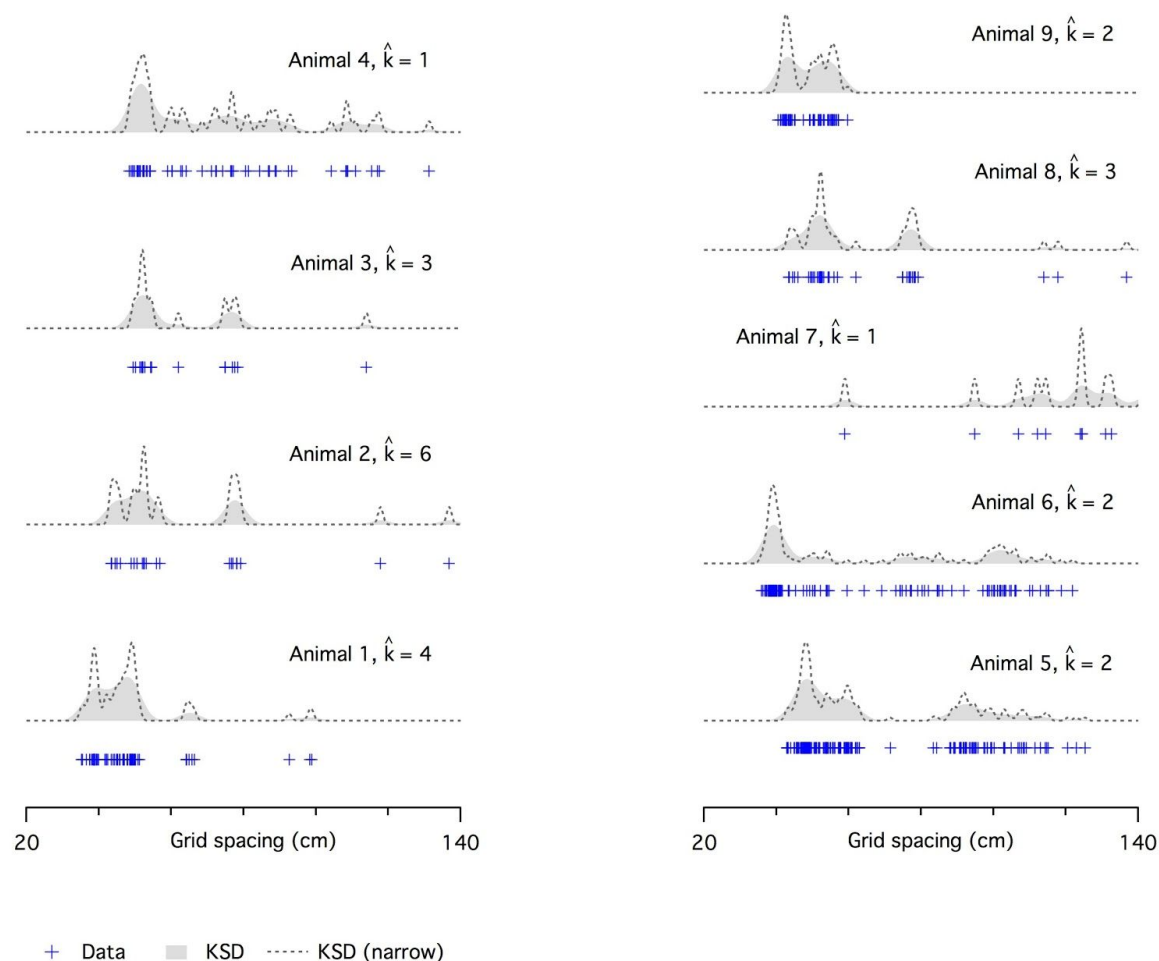 Animal 4, k̂ = 1
Animal 3, k̂ = 3
Animal 2, k̂ = 6
Animal 1, k̂ = 4
20 Grid spacing (cm) 140
Animal 9, k̂ = 2
Animal 8, k̂ = 3
Animal 7, k̂ = 1
Animal 6, k̂ = 2
Animal 5, k̂ = 2
20 Grid spacing (cm) 140
Data KSD KSD (narrow)